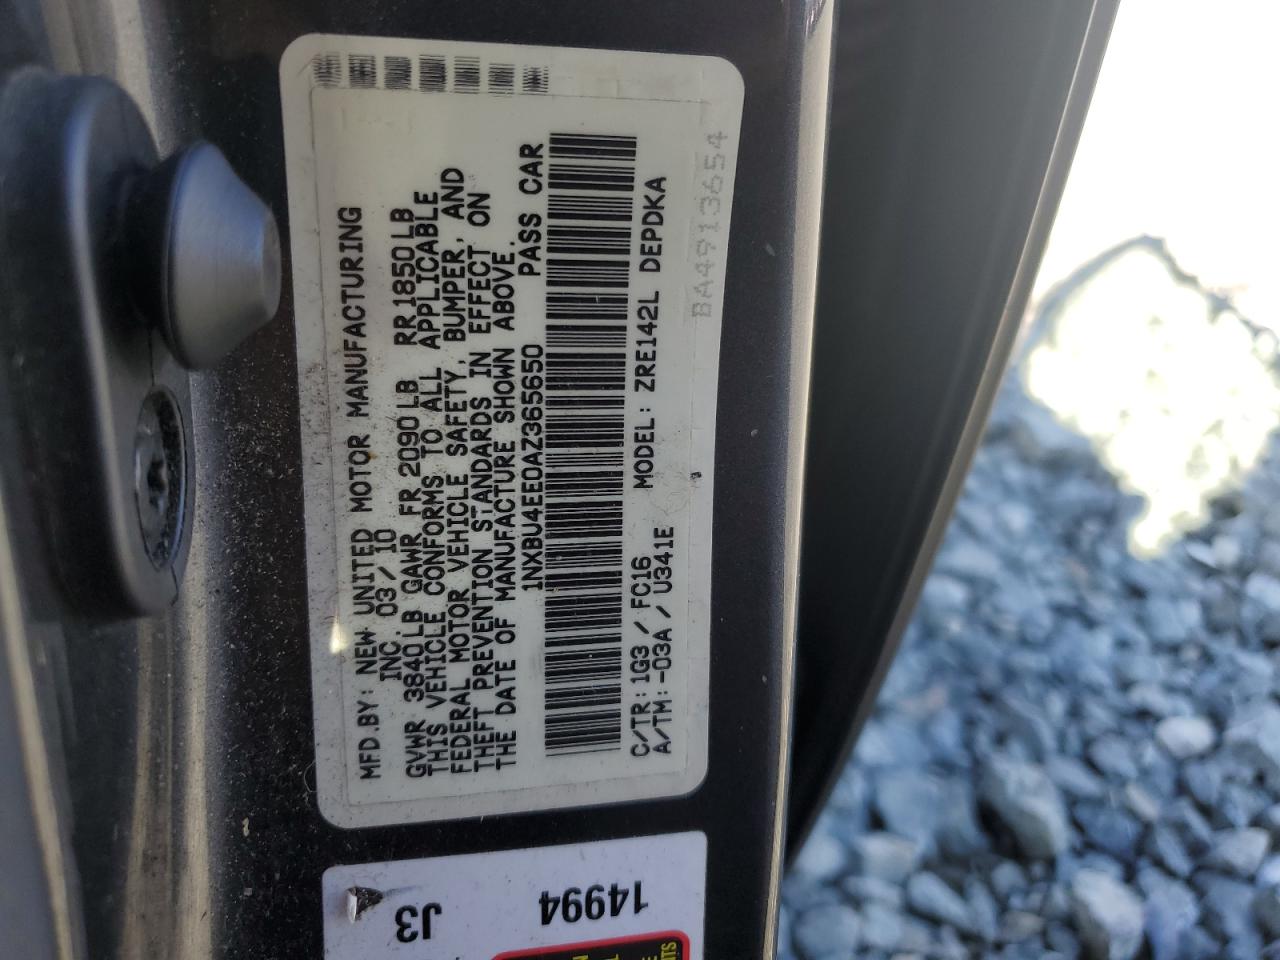 MFD.BY: NEW UNITED MOTOR MANUFACTURING
INC. 03/10
GVWR 3840LB GAWR FR 2090LB RR 1850LB
THIS VEHICLE CONFORMS TO ALL APPLICABLE
FEDERAL MOTOR VEHICLE SAFETY, BUMPER, AND
THEFT PREVENTION STANDARDS IN EFFECT ON
THE DATE OF MANUFACTURE SHOWN ABOVE.
1NXBU4EE0AZ365650 PASS CAR
C/TR: 1G3 / FC16 MODEL: ZRE142L DEPDKA
A/TM: -03A / U341E
BA4913654
J3
14994